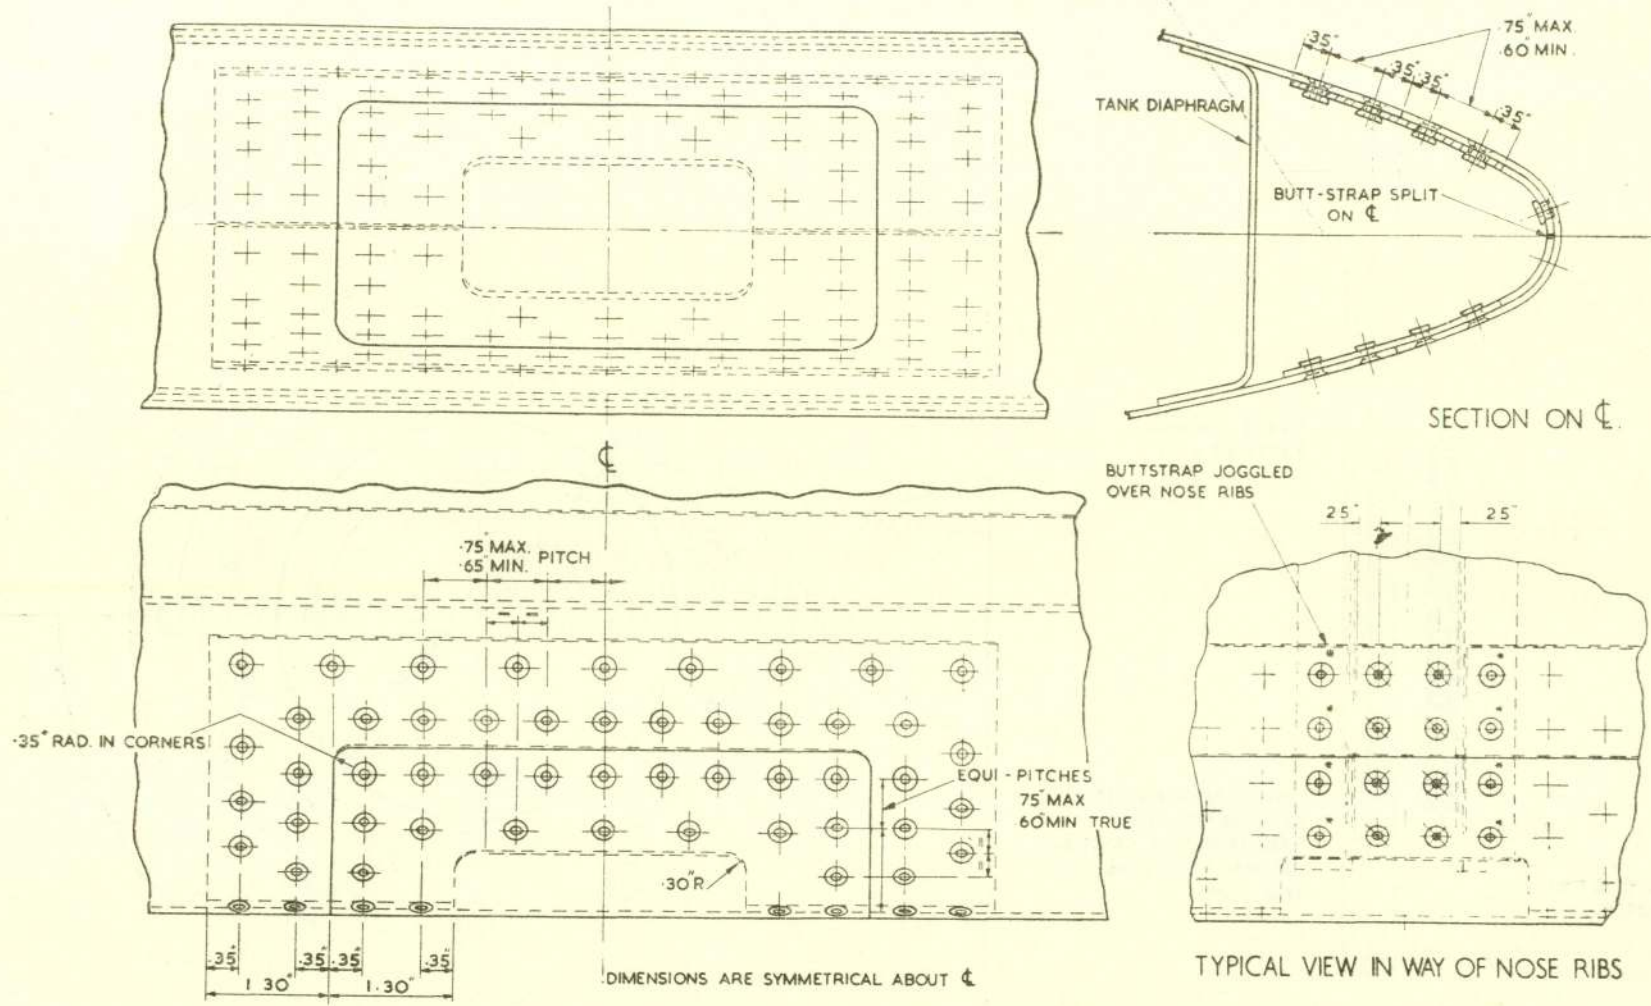 .35"
.75" MAX.
.60" MIN.
.35" .35"
.35"
TANK DIAPHRAGM
BUTT-STRAP SPLIT
ON ℄
SECTION ON ℄.
℄
.75" MAX.
.65" MIN. PITCH
.35" RAD. IN CORNERS
EQUI-PITCHES
75" MAX
60" MIN TRUE
.30"R
.35" .35" .35" .35"
1 30" 1.30"
DIMENSIONS ARE SYMMETRICAL ABOUT ℄
BUTTSTRAP JOGGLED
OVER NOSE RIBS
25" 25"
TYPICAL VIEW IN WAY OF NOSE RIBS